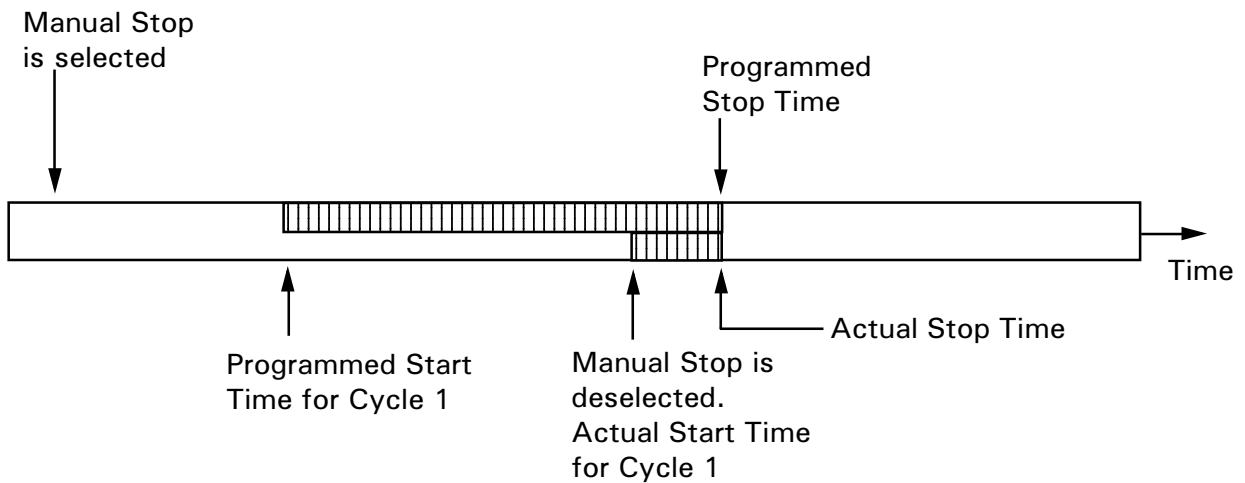 Manual Stop
is selected
Programmed
Stop Time
Time
Actual Stop Time
Programmed Start
Time for Cycle 1
Manual Stop is
deselected.
Actual Start Time
for Cycle 1